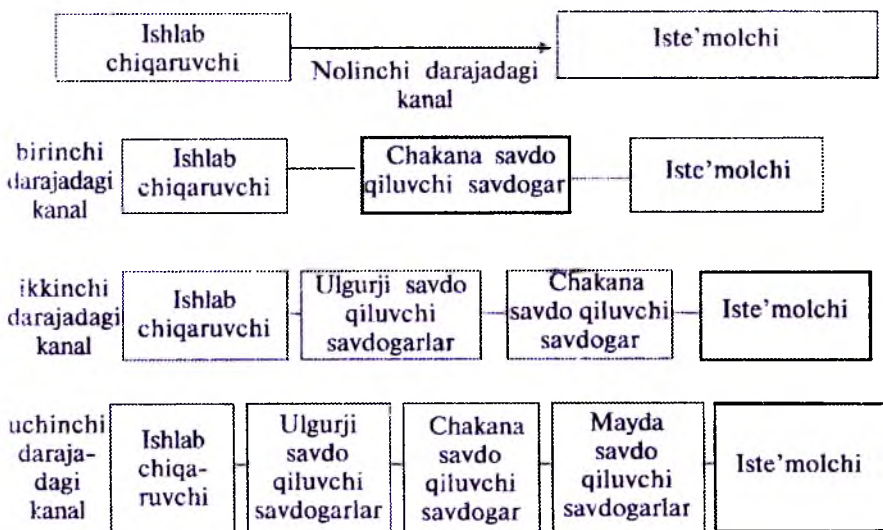 Ishlab
chiqaruvchi
Nolinchi darajadagi
kanal
Iste'molchi
birinchi
darajadagi
kanal
Ishlab
chiqaruvchi
Chakana savdo
qiluvchi savdogar
Iste'molchi
ikkinchi
darajadagi
kanal
Ishlab
chiqaruvchi
Ulgurji savdo
qiluvchi
savdogarlar
Chakana
savdo qiluvchi
savdogar
Iste'molchi
uchinchi
daraja-
dagi
kanal
Ishlab
chiqa-
ruvchi
Ulgurji
savdo
qiluvchi
savdogarlar
Chakana
savdo
qiluvchi
savdogar
Mayda
savdo
qiluvchi
savdogarlar
Iste'molchi